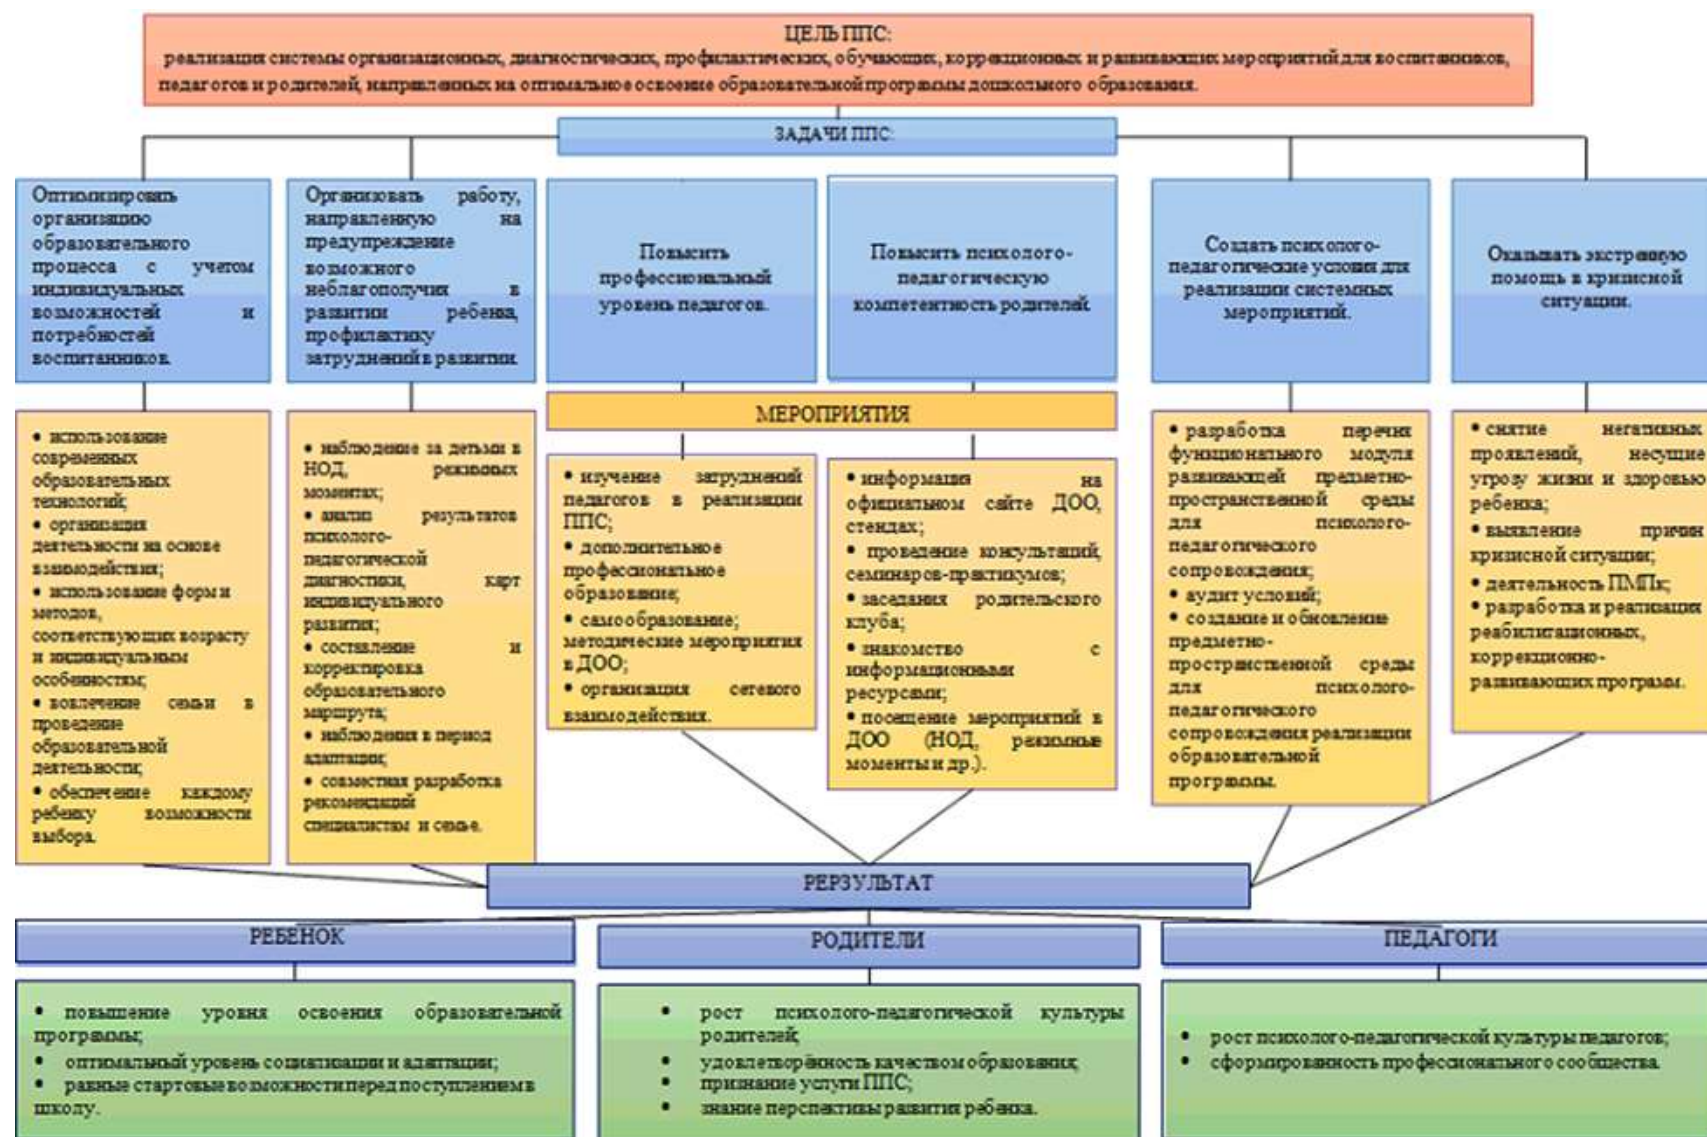 ЦЕЛЬ ППС:
реализация системы организационных, диагностических, профилактических, обучающих, коррекционных и развивающих мероприятий для воспитанников,
педагогов и родителей, направленных на оптимальное освоение образовательной программы дошкольного образования.
ЗАДАЧИ ППС:
Оптимизировать
организацию
образовательного
процесса с учетом
индивидуальных
возможностей и
потребностей
воспитанников.
Организовать работу,
направленную на
предупреждение
возможного
неблагополучия в
развитии ребенка,
профилактику
затруднений в развитии.
Повысить
профессиональный
уровень педагогов.
Повысить психолого-
педагогическую
компетентность родителей.
Создать психолого-
педагогические условия для
реализации системных
мероприятий.
Оказывать экстренную
помощь в кризисной
ситуации.
МЕРОПРИЯТИЯ
• использование
современных
образовательных
технологий;
• организация
деятельности на основе
взаимодействия;
• использование форм и
методов,
соответствующих возрасту
и индивидуальным
особенностям;
• вовлечение семьи в
проведение
образовательной
деятельности;
• обеспечение каждому
ребенку возможности
выбора.
• наблюдение за детьми в
НОД, режимных
моментах;
• анализ результатов
психолого-
педагогической
диагностики, карт
индивидуального
развития;
• составление и
корректировка
образовательного
маршрута;
• наблюдения в период
адаптации;
• совместная разработка
рекомендаций
специалистам и семье.
• изучение затруднений
педагогов в реализации
ППС;
• дополнительное
профессиональное
образование;
• самообразование;
методические мероприятия
в ДОО;
• организация сетевого
взаимодействия.
• информация на
официальном сайте ДОО,
стендах;
• проведение консультаций,
семинаров-практикумов;
• заседания родительского
клуба;
• знакомство с
информационными
ресурсами;
• посещение мероприятий в
ДОО (НОД, режимные
моменты и др.).
• разработка перечня
функционального модуля
развивающей предметно-
пространственной среды
для психолого-
педагогического
сопровождения;
• аудит условий;
• создание и обновление
предметно-
пространственной среды
для психолого-
педагогического
сопровождения реализации
образовательной
программы.
• снятие негативных
проявлений, несущие
угрозу жизни и здоровью
ребенка;
• выявление причин
кризисной ситуации;
• деятельность ПМПк;
• разработка и реализация
реабилитационных,
коррекционно-
развивающих программ.
РЕРЗУЛЬТАТ
РЕБЕНОК
• повышение уровня освоения образовательной
программы;
• оптимальный уровень социализации и адаптации;
• равные стартовые возможности перед поступлением в
школу.
РОДИТЕЛИ
• рост психолого-педагогической культуры
родителей;
• удовлетворённость качеством образования;
• признание услуги ППС;
• знание перспективы развития ребенка.
ПЕДАГОГИ
• рост психолого-педагогической культуры педагогов;
• сформированность профессионального сообщества.